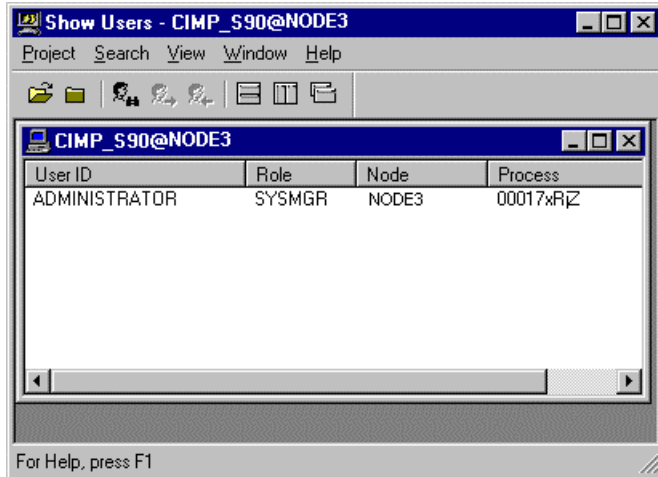 Show Users - CIMP_S90@NODE3
Project Search View Window Help
CIMP_S90@NODE3
User ID Role Node Process
ADMINISTRATOR SYSMGR NODE3 00017xRjZ
For Help, press F1